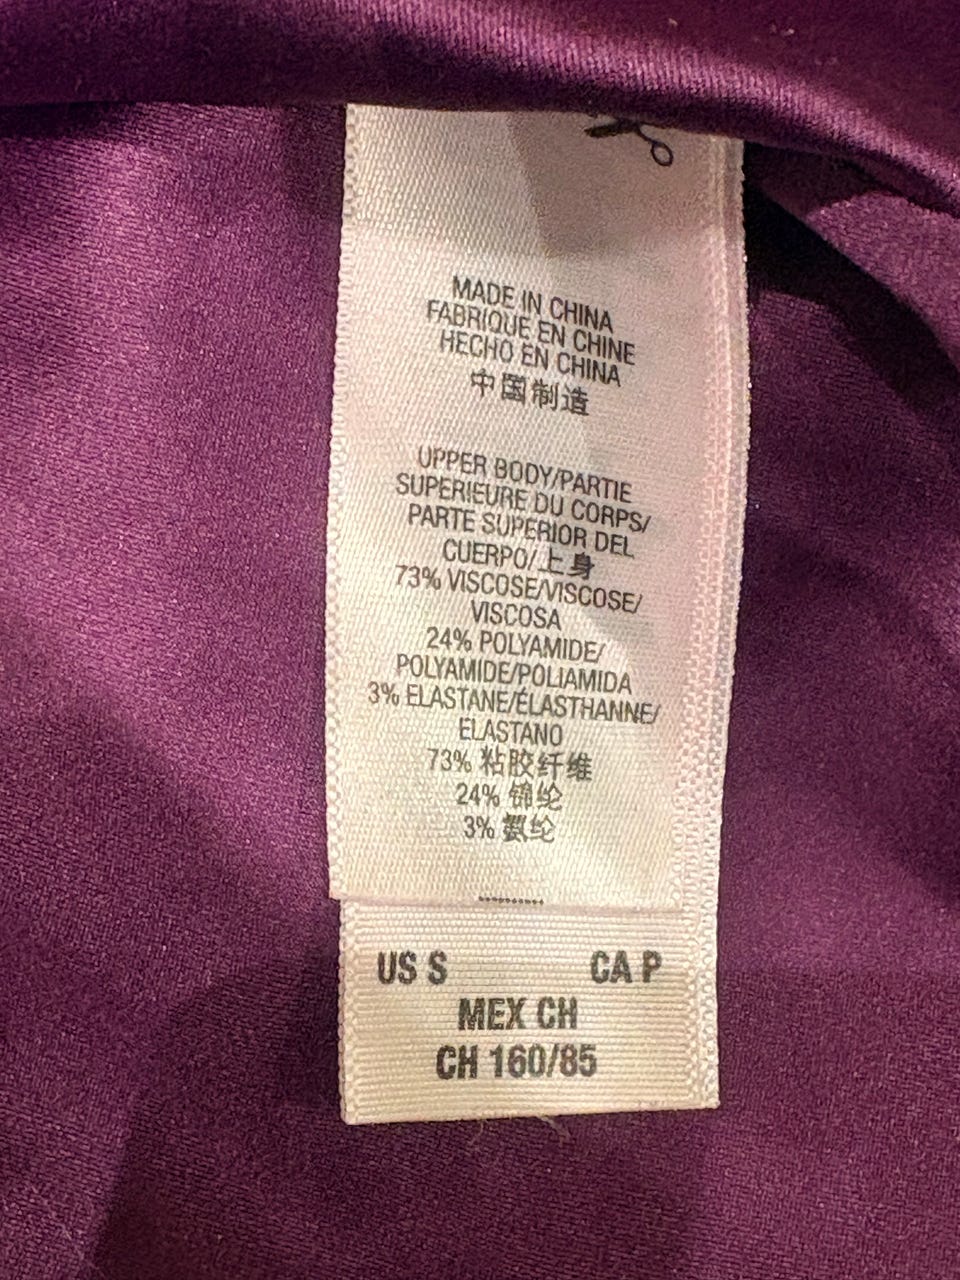 MADE IN CHINA
FABRIQUE EN CHINE
HECHO EN CHINA
中国制造
UPPER BODY/PARTIE
SUPERIEURE DU CORPS/
PARTE SUPERIOR DEL
CUERPO/上身
73% VISCOSE/VISCOSE/
VISCOSA
24% POLYAMIDE/
POLYAMIDE/POLIAMIDA
3% ELASTANE/ÉLASTHANNE/
ELASTANO
73% 粘胶纤维
24% 锦纶
3% 氨纶
US S CA P
MEX CH
CH 160/85